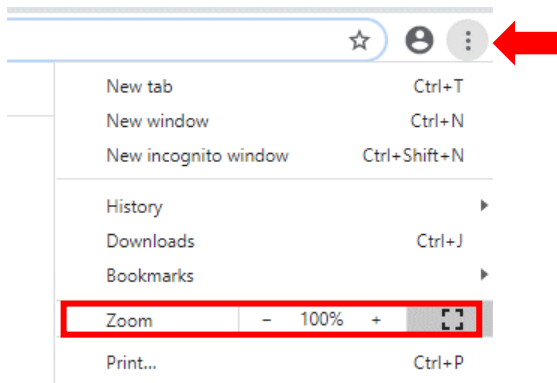 New tab Ctrl+T
New window Ctrl+N
New incognito window Ctrl+Shift+N
History
Downloads Ctrl+J
Bookmarks
Zoom - 100% +
Print... Ctrl+P